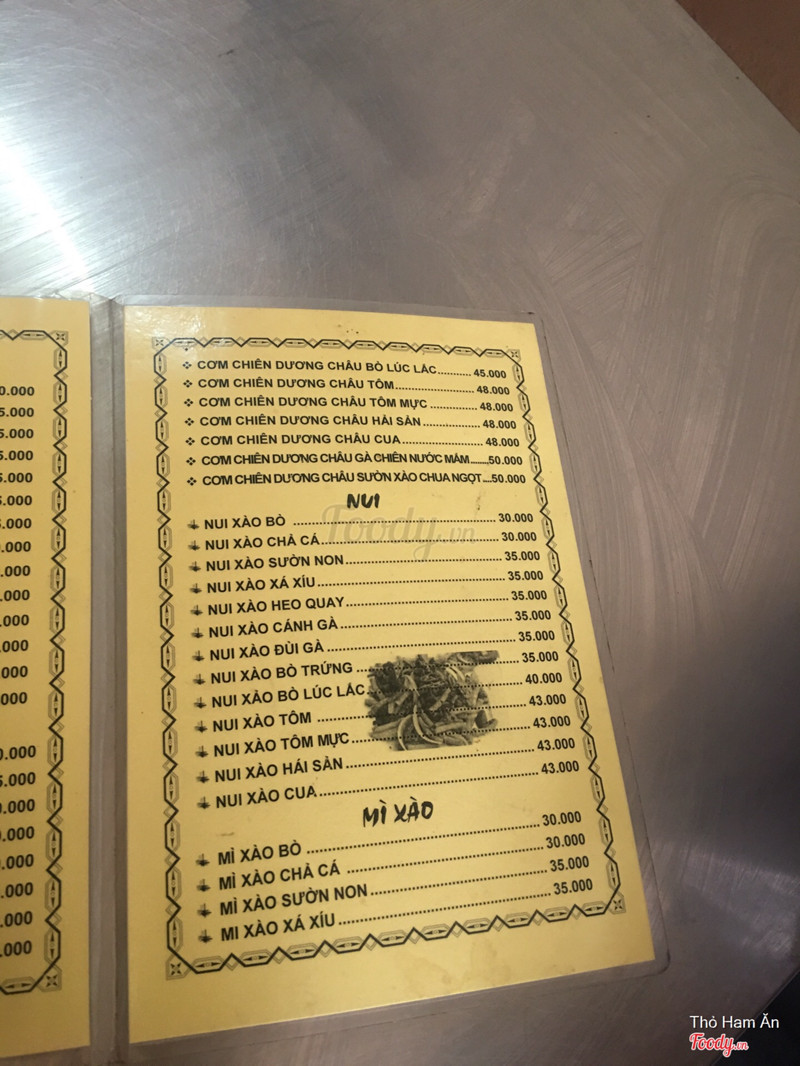 ❖ CƠM CHIÊN DƯƠNG CHÂU BÒ LÚC LẮC.......... 45.000
❖ CƠM CHIÊN DƯƠNG CHÂU TÔM........................ 48.000
❖ CƠM CHIÊN DƯƠNG CHÂU TÔM MỰC ............... 48.000
❖ CƠM CHIÊN DƯƠNG CHÂU HẢI SẢN ................. 48.000
❖ CƠM CHIÊN DƯƠNG CHÂU CUA......................... 48.000
❖ CƠM CHIÊN DƯƠNG CHÂU GÀ CHIÊN NƯỚC MẮM........50.000
❖ CƠM CHIÊN DƯƠNG CHÂU SƯỜN XÀO CHUA NGỌT....50.000
NUI
NUI XÀO BÒ ............................................................ 30.000
NUI XÀO CHẢ CÁ..................................................... 30.000
NUI XÀO SƯỜN NON............................................... 35.000
NUI XÀO XÁ XÍU..................................................... 35.000
NUI XÀO HEO QUAY................................................ 35.000
NUI XÀO CÁNH GÀ.................................................. 35.000
NUI XÀO ĐÙI GÀ...................................................... 35.000
NUI XÀO BÒ TRỨNG ............................................... 35.000
NUI XÀO BÒ LÚC LẮC.............................................. 40.000
NUI XÀO TÔM .......................................................... 43.000
NUI XÀO TÔM MỰC................................................. 43.000
NUI XÀO HẢI SẢN................................................... 43.000
NUI XÀO CUA.......................................................... 43.000
MÌ XÀO
MÌ XÀO BÒ .............................................................. 30.000
MÌ XÀO CHẢ CÁ ...................................................... 30.000
MÌ XÀO SƯỜN NON................................................. 35.000
MI XÀO XÁ XÍU........................................................ 35.000
Foody.vn
Thỏ Ham Ăn
Foody.vn